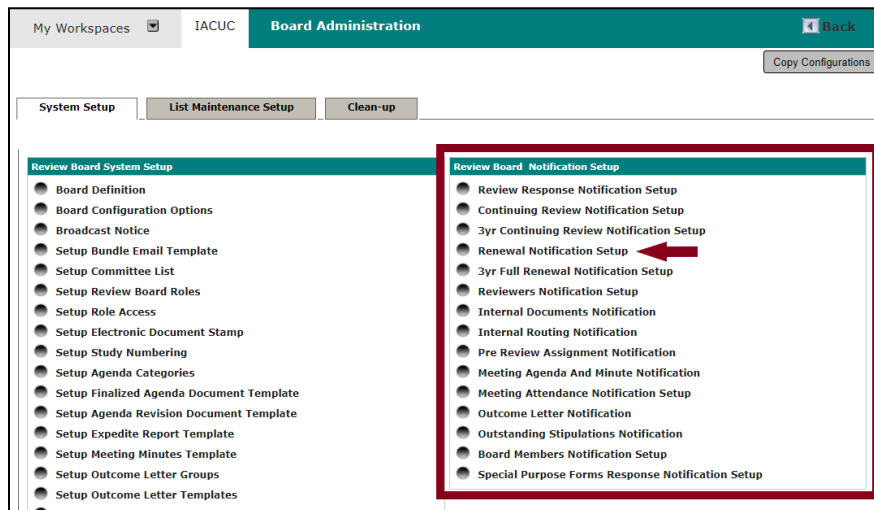 My Workspaces IACUC Board Administration Back
Copy Configurations
System Setup List Maintenance Setup Clean-up
Review Board System Setup
Board Definition
Board Configuration Options
Broadcast Notice
Setup Bundle Email Template
Setup Committee List
Setup Review Board Roles
Setup Role Access
Setup Electronic Document Stamp
Setup Study Numbering
Setup Agenda Categories
Setup Finalized Agenda Document Template
Setup Agenda Revision Document Template
Setup Expedite Report Template
Setup Meeting Minutes Template
Setup Outcome Letter Groups
Setup Outcome Letter Templates
Review Board Notification Setup
Review Response Notification Setup
Continuing Review Notification Setup
3yr Continuing Review Notification Setup
Renewal Notification Setup
3yr Full Renewal Notification Setup
Reviewers Notification Setup
Internal Documents Notification
Internal Routing Notification
Pre Review Assignment Notification
Meeting Agenda And Minute Notification
Meeting Attendance Notification Setup
Outcome Letter Notification
Outstanding Stipulations Notification
Board Members Notification Setup
Special Purpose Forms Response Notification Setup